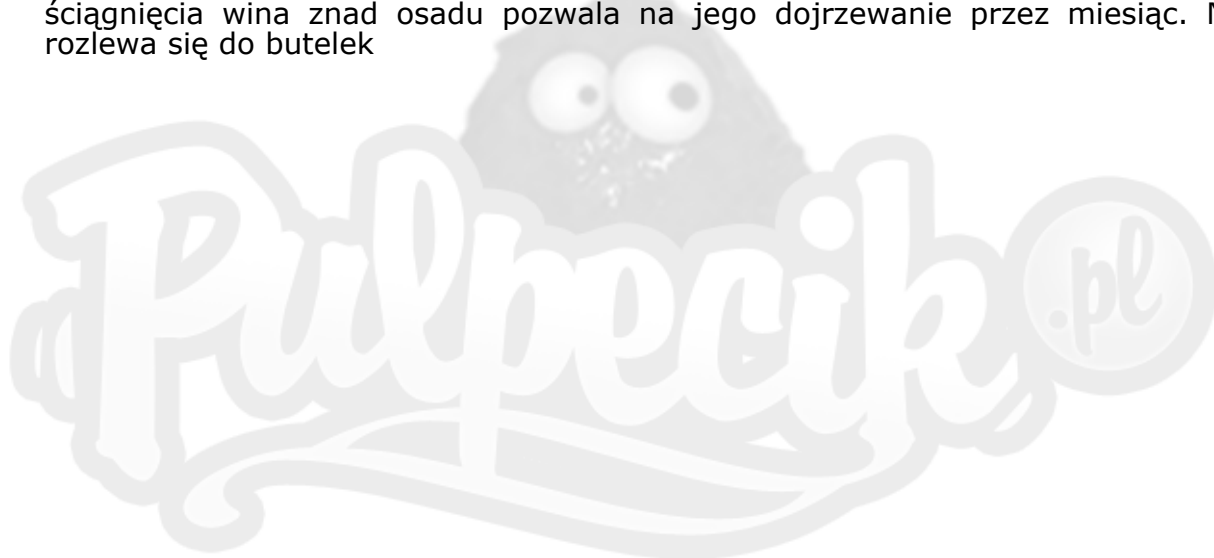 ściągnięcia wina znad osadu pozwala na jego dojrzewanie przez miesiąc.
rozlewa się do butelek
Pulpecik .pl